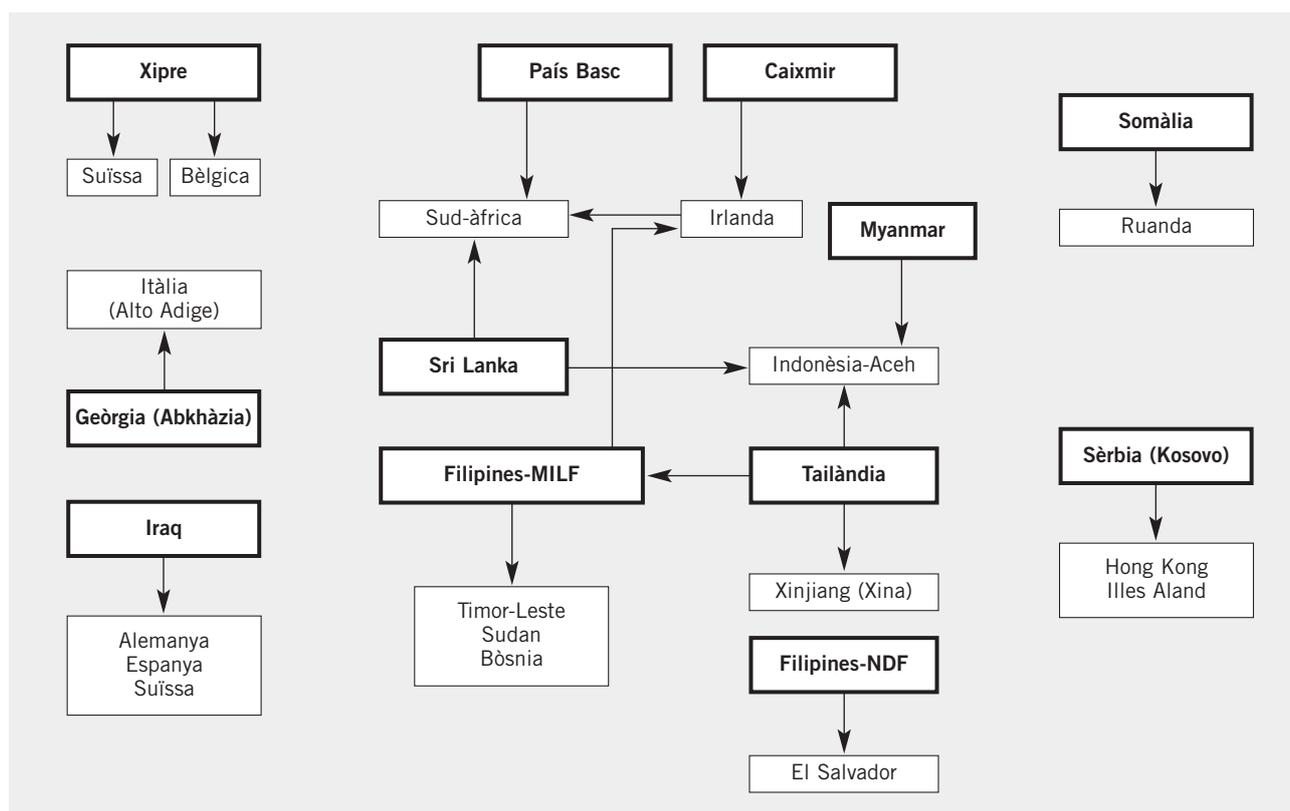 Xipre
Suïssa
Bèlgica
País Basc
Caixmir
Somàlia
Sud-àfrica
Irlanda
Myanmar
Ruanda
Itàlia
(Alto Adige)
Sri Lanka
Indonèsia-Aceh
Geòrgia (Abkhàzia)
Filipines-MILF
Tailàndia
Sèrbia (Kosovo)
Iraq
Timor-Leste
Sudan
Bòsnia
Xinjiang (Xina)
Hong Kong
Illes Aland
Alemanya
Espanya
Suïssa
Filipines-NDF
El Salvador